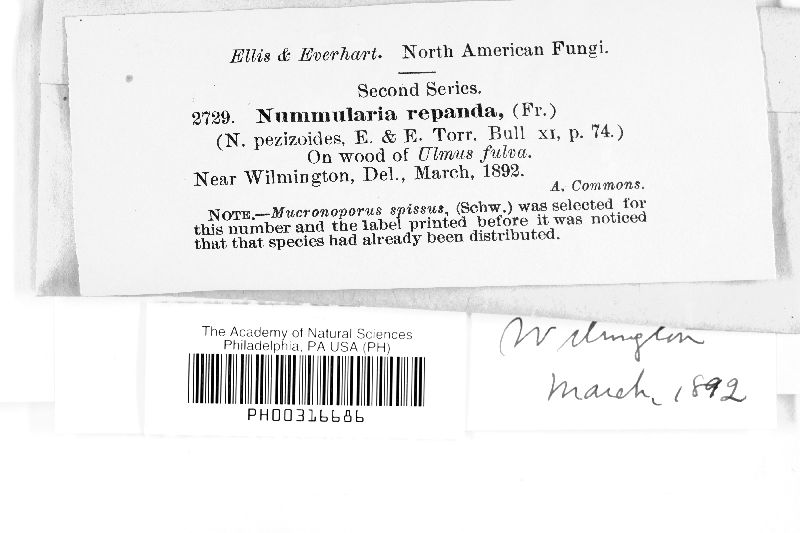 Ellis & Everhart. North American Fungi.
Second Series.
2729. Nummularia repanda, (Fr.)
(N. pezizoides, E. & E. Torr. Bull XI, p. 74.)
On wood of Ulmus fulva.
Near Wilmington, Del., March, 1892.
A. Commons.
NOTE.—Mucronoporus spissus, (Schw.) was selected for
this number and the label printed before it was noticed
that that species had already been distributed.
The Academy of Natural Sciences
Philadelphia, PA USA (PH)
PH00316686
Wilmington
March, 1892